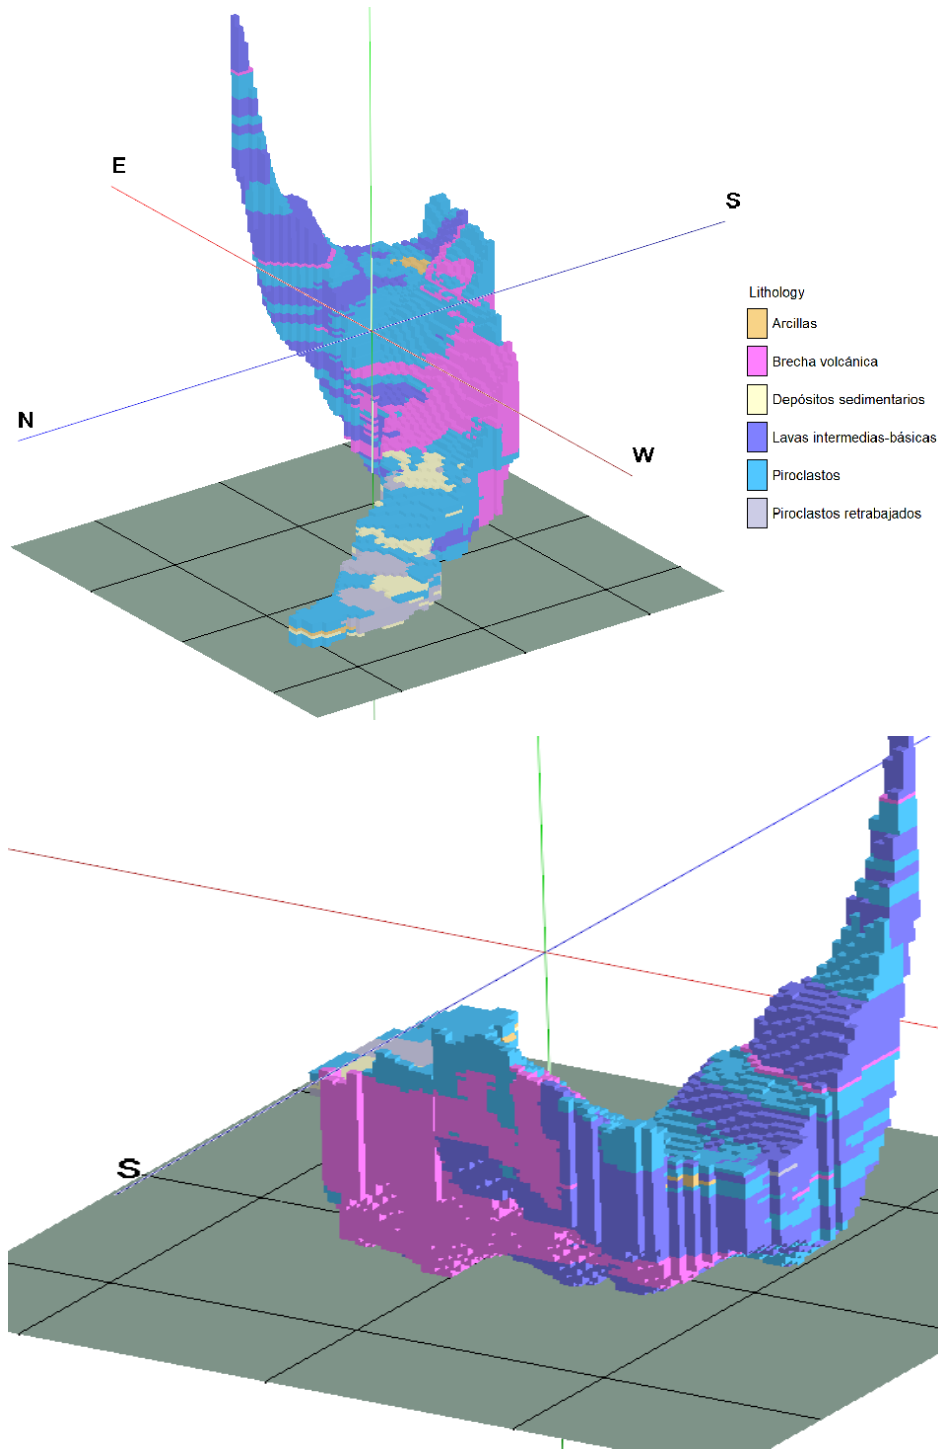 E
S
N
W
Lithology
Arcillas
Brecha volcánica
Depósitos sedimentarios
Lavas intermedias-básicas
Piroclastos
Piroclastos retrabajados
S